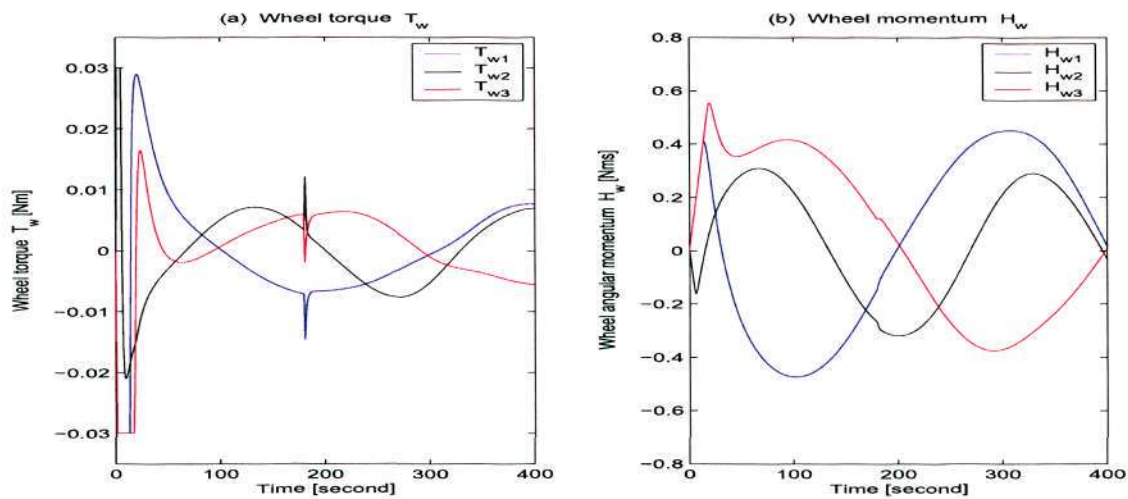 (a) Wheel torque T_w
T_w1
T_w2
T_w3
0.03
0.02
0.01
0
−0.01
−0.02
−0.03
Wheel torque T_w [Nm]
0
100
200
300
400
Time [second]
(b) Wheel momentum H_w
H_w1
H_w2
H_w3
0.8
0.6
0.4
0.2
0
−0.2
−0.4
−0.6
−0.8
Wheel angular momentum H_w [Nms]
0
100
200
300
400
Time [second]